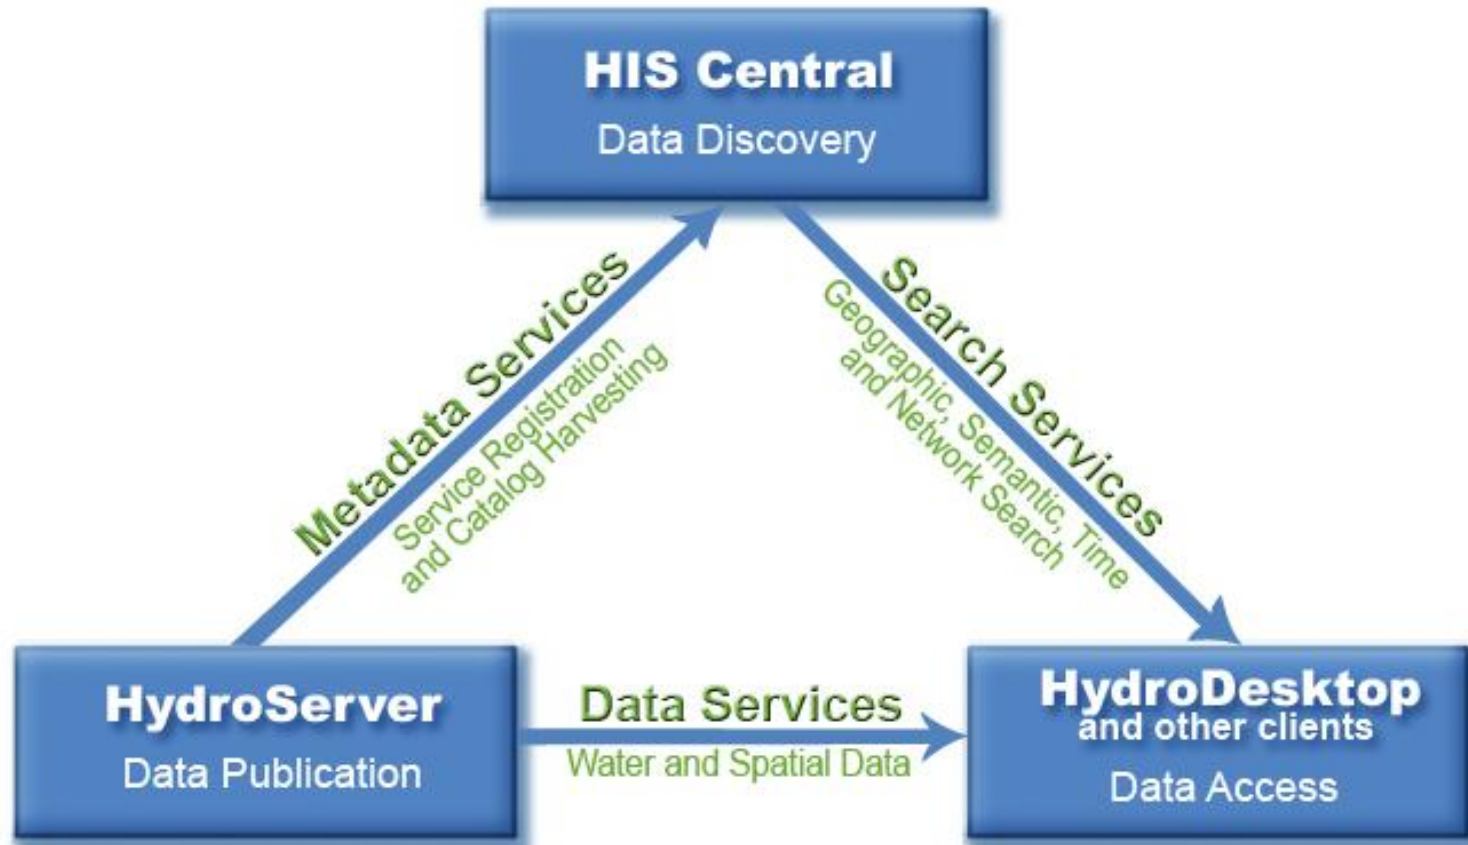 HIS Central
Data Discovery
Metadata Services
Service Registration
and Catalog Harvesting
Search Services
Geographic, Semantic, Time
and Network Search
HydroServer
Data Publication
Data Services
Water and Spatial Data
HydroDesktop
and other clients
Data Access